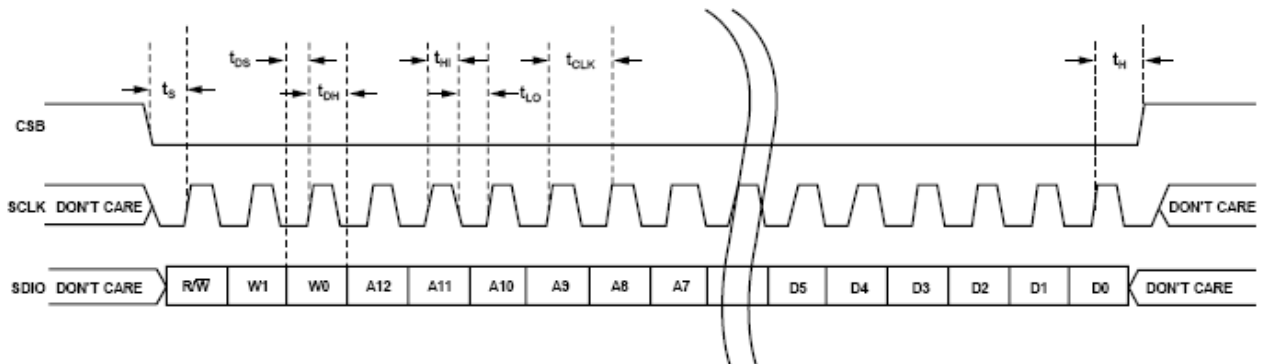 tDS
tHI
tCLK
tH
tS
tDH
tLO
CSB
SCLK DON'T CARE
DON'T CARE
SDIO DON'T CARE R/W W1 W0 A12 A11 A10 A9 A8 A7 D5 D4 D3 D2 D1 D0 DON'T CARE